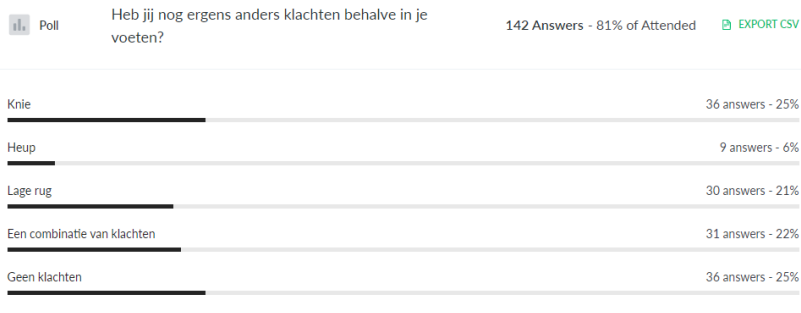 Poll
Heb jij nog ergens anders klachten behalve in je
voeten?
142 Answers - 81% of Attended
EXPORT CSV
Knie
36 answers - 25%
Heup
9 answers - 6%
Lage rug
30 answers - 21%
Een combinatie van klachten
31 answers - 22%
Geen klachten
36 answers - 25%